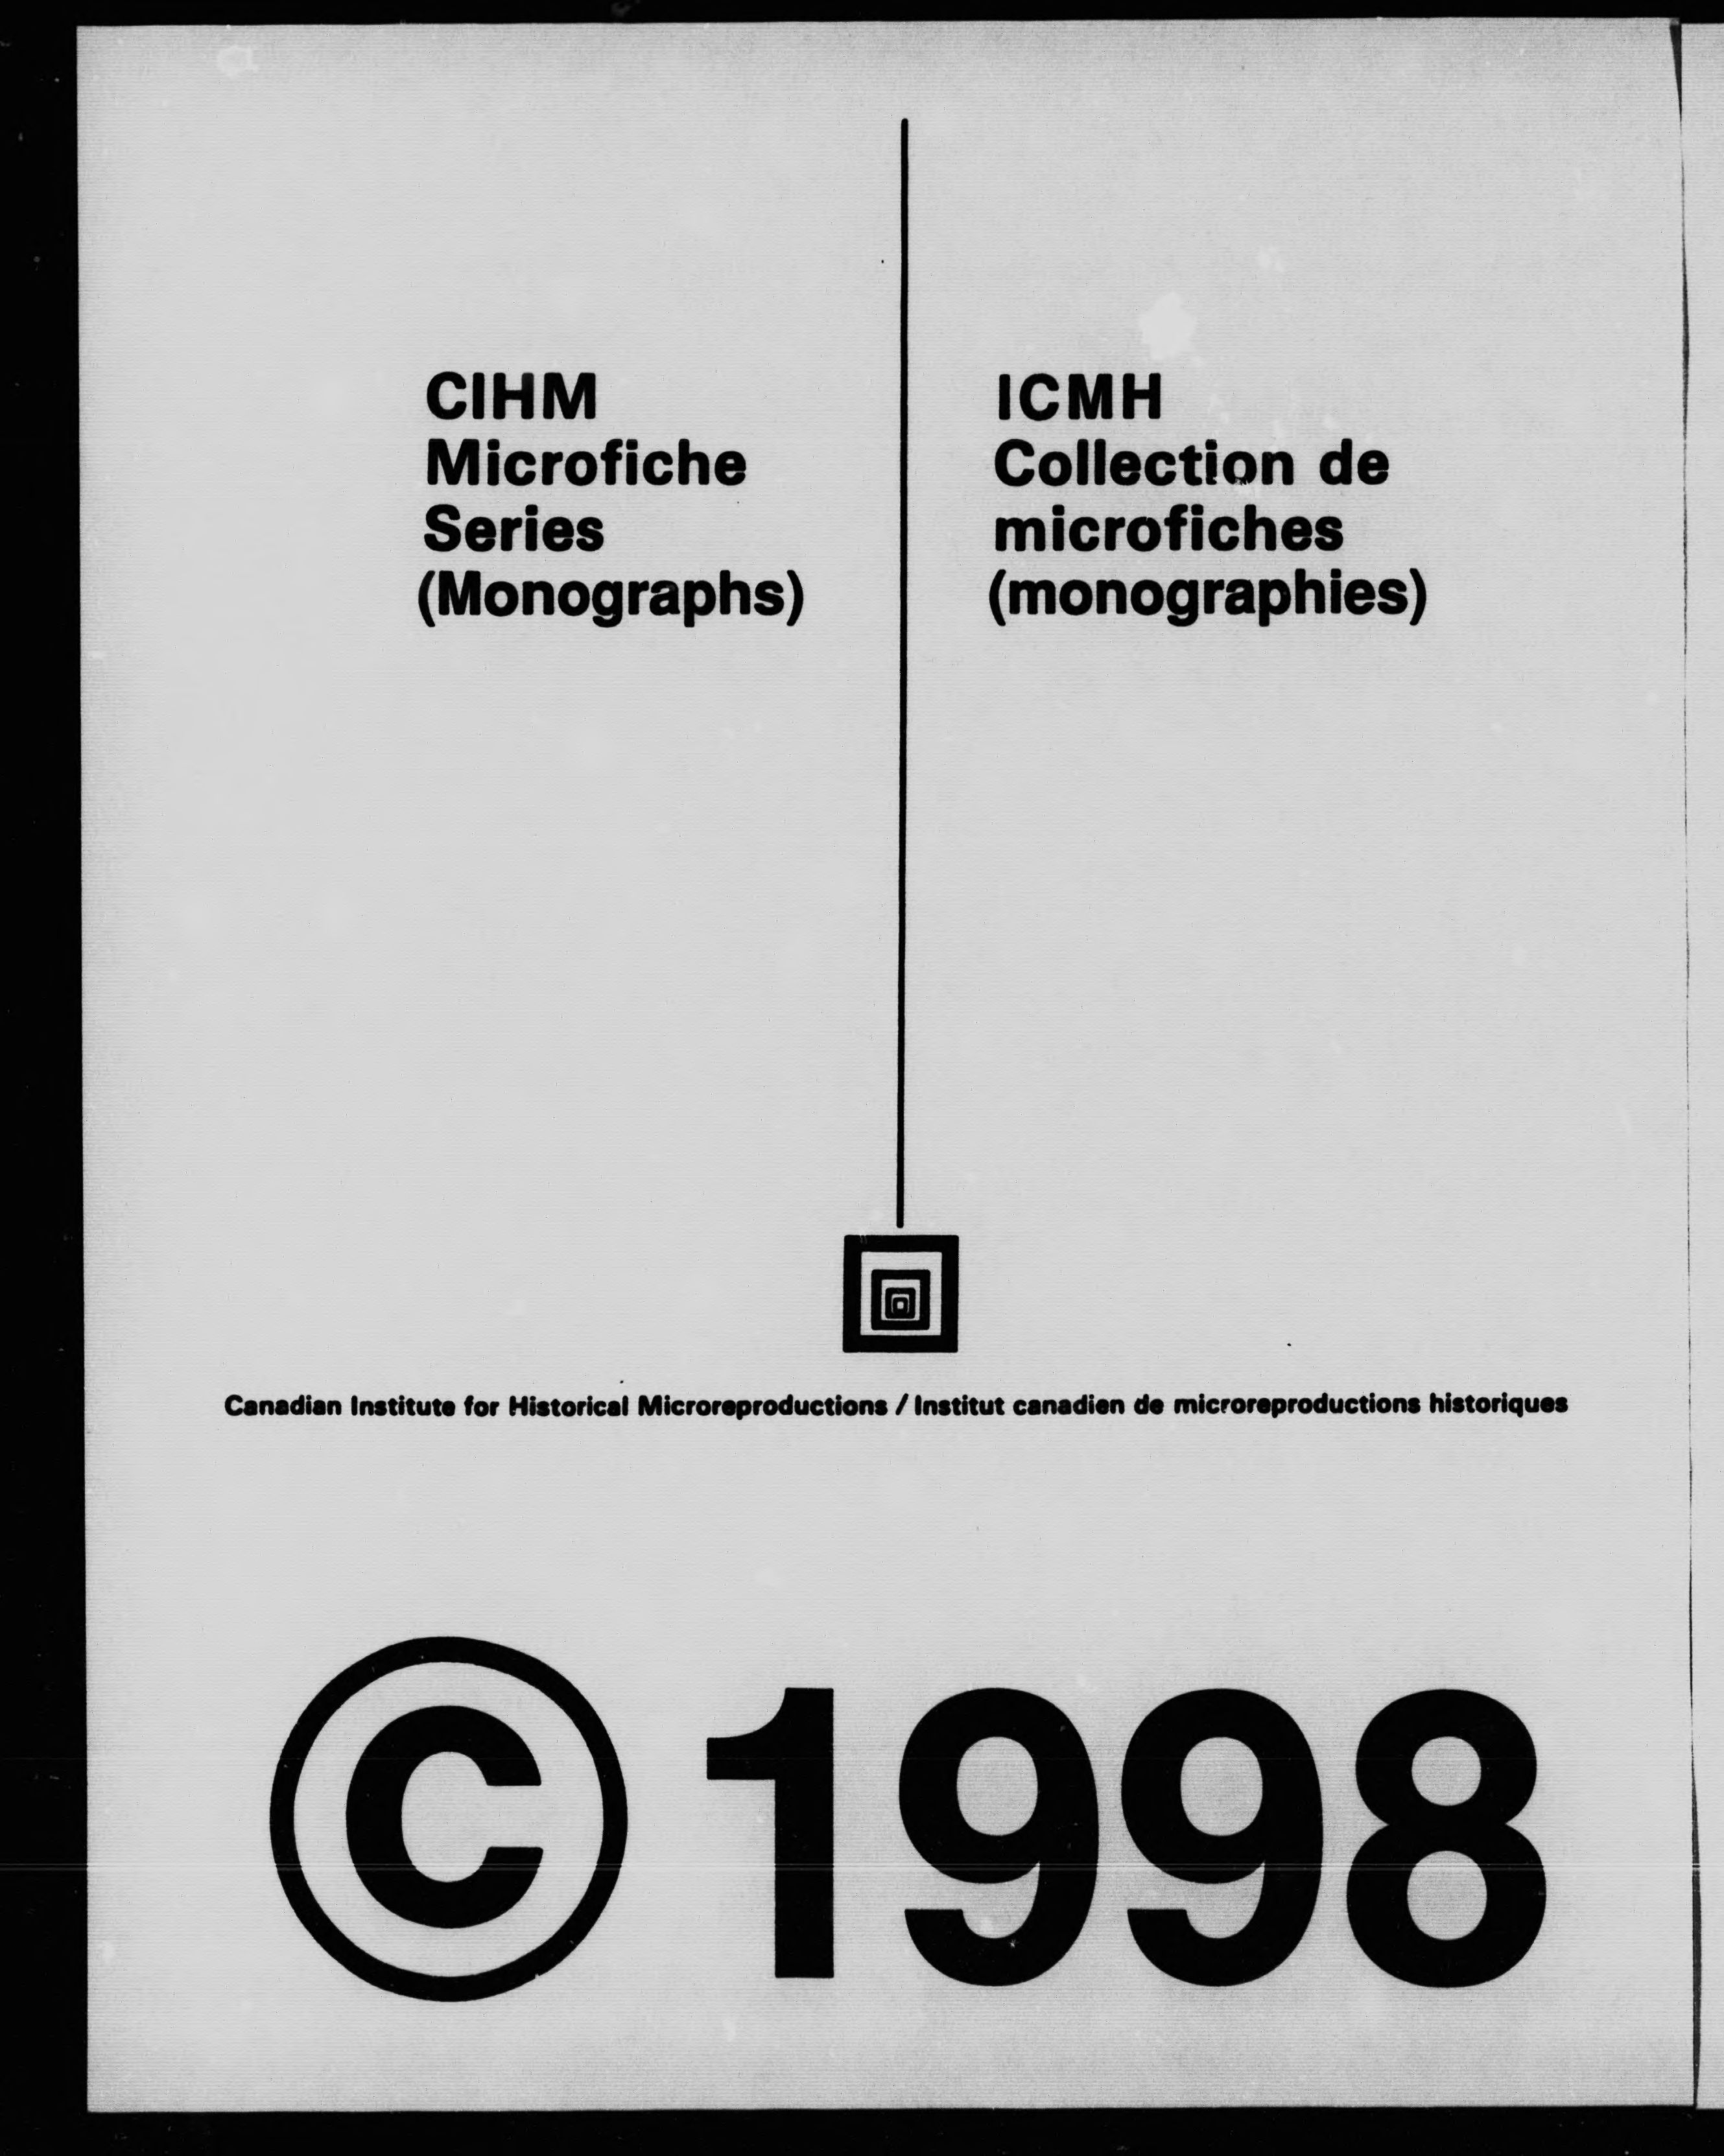 CIHM
Microfiche
Series
(Monographs)
ICMH
Collection de
microfiches
(monographies)
Canadian Institute for Historical Microreproductions / Institut canadien de microreproductions historiques
© 1998